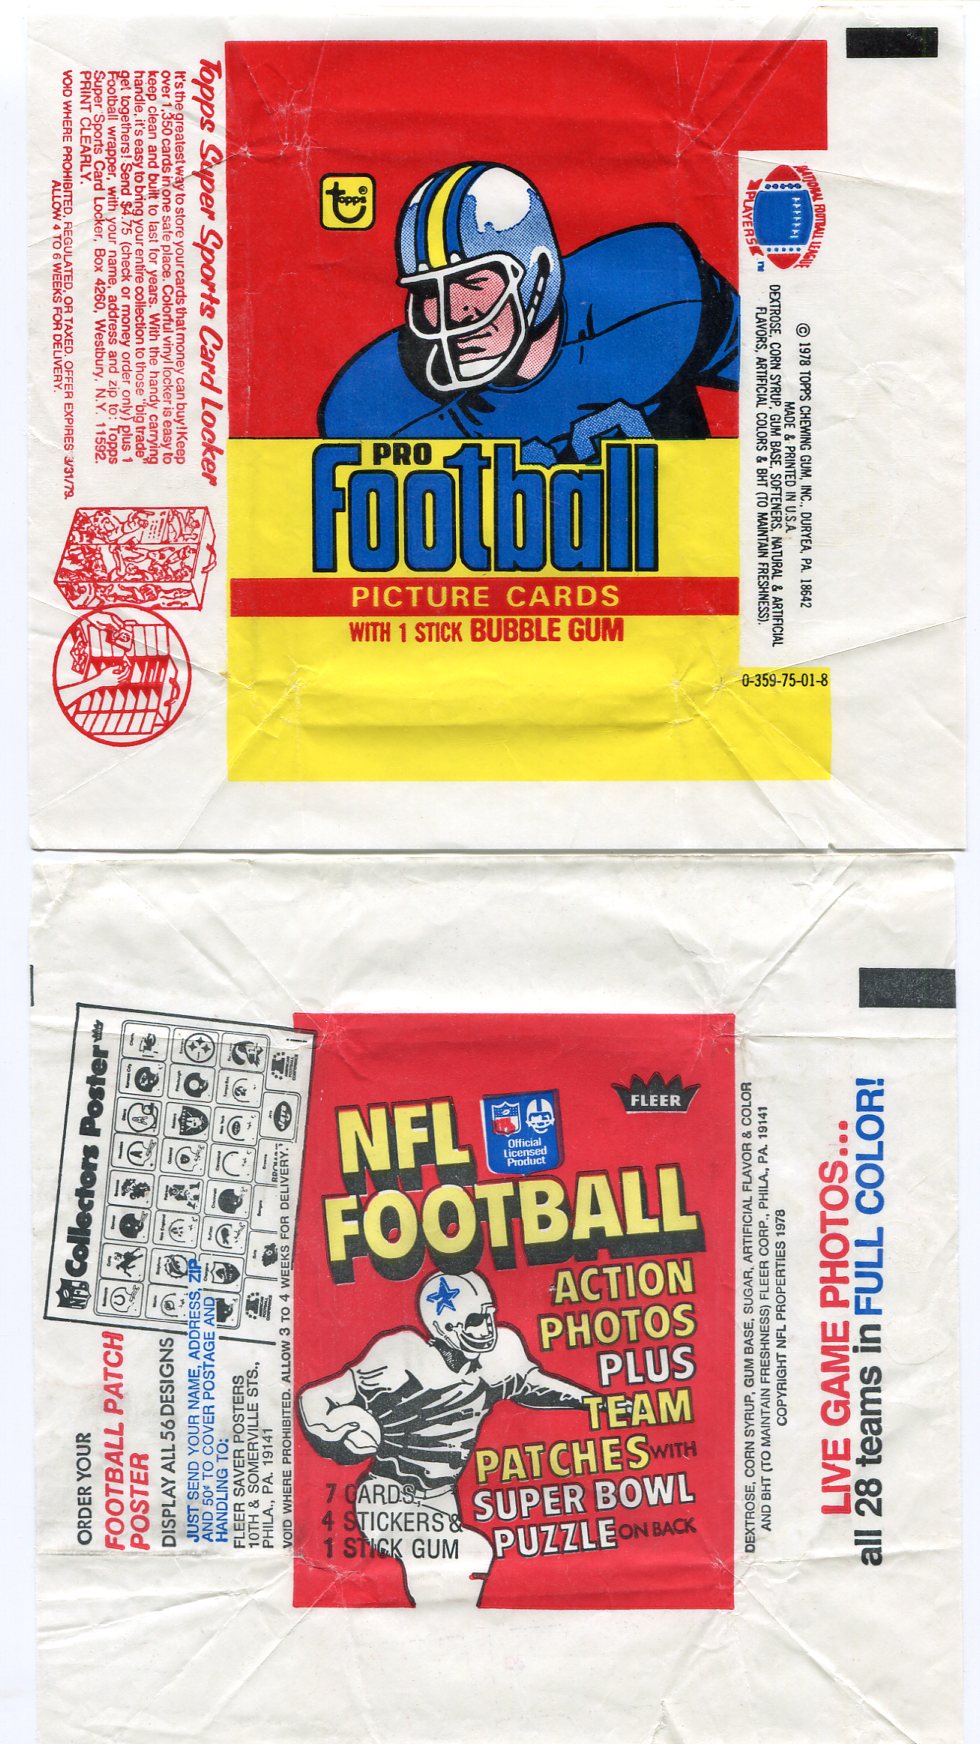 Topps Super Sports Card Locker
It's the greatest way to store your cards that money can buy! Keep
over 1,350 cards in one safe place. Colorful vinyl locker is easy to
keep clean and built to last for years. With the handy carrying
handle, it's easy to bring your entire collection to those "big trade"
get togethers! Send $4.75 (check or money order only) plus 1
Football wrapper, with your name, address and zip to: Topps
Super Sports Card Locker, Box 4260, Westbury, N.Y. 11592.
PRINT CLEARLY.
VOID WHERE PROHIBITED, REGULATED, OR TAXED. OFFER EXPIRES 3/31/79.
ALLOW 4 TO 6 WEEKS FOR DELIVERY.
topps®
PRO
Football
PICTURE CARDS
WITH 1 STICK BUBBLE GUM
NATIONAL FOOTBALL LEAGUE
PLAYERS
TM
© 1978 TOPPS CHEWING GUM, INC., DURYEA, PA. 18642
MADE & PRINTED IN U.S.A.
DEXTROSE, CORN SYRUP, GUM BASE, SOFTENERS, NATURAL & ARTIFICIAL
FLAVORS, ARTIFICIAL COLORS & BHT (TO MAINTAIN FRESHNESS).
0-359-75-01-8
NFL Collectors Poster
ORDER YOUR
FOOTBALL PATCH
POSTER
DISPLAY ALL 56 DESIGNS
JUST SEND YOUR NAME, ADDRESS, ZIP
AND 50¢ TO COVER POSTAGE AND
HANDLING TO:
FLEER SAVER POSTERS
10TH & SOMERVILLE STS.,
PHILA., PA. 19141
VOID WHERE PROHIBITED. ALLOW 3 TO 4 WEEKS FOR DELIVERY.
FLEER
NFL
Official
Licensed
Product
FOOTBALL
ACTION
PHOTOS
PLUS
TEAM
PATCHES WITH
SUPER BOWL
PUZZLE ON BACK
7 CARDS,
4 STICKERS &
1 STICK GUM
DEXTROSE, CORN SYRUP, GUM BASE, SUGAR, ARTIFICIAL FLAVOR & COLOR
AND BHT (TO MAINTAIN FRESHNESS) FLEER CORP., PHILA., PA. 19141
COPYRIGHT NFL PROPERTIES 1978
LIVE GAME PHOTOS...
all 28 teams in FULL COLOR!